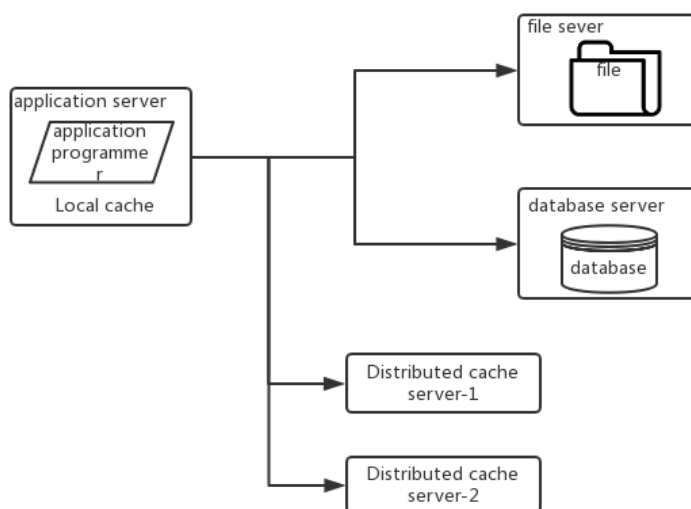 application server
application
programme
r
Local cache
file sever
file
database server
database
Distributed cache
server-1
Distributed cache
server-2